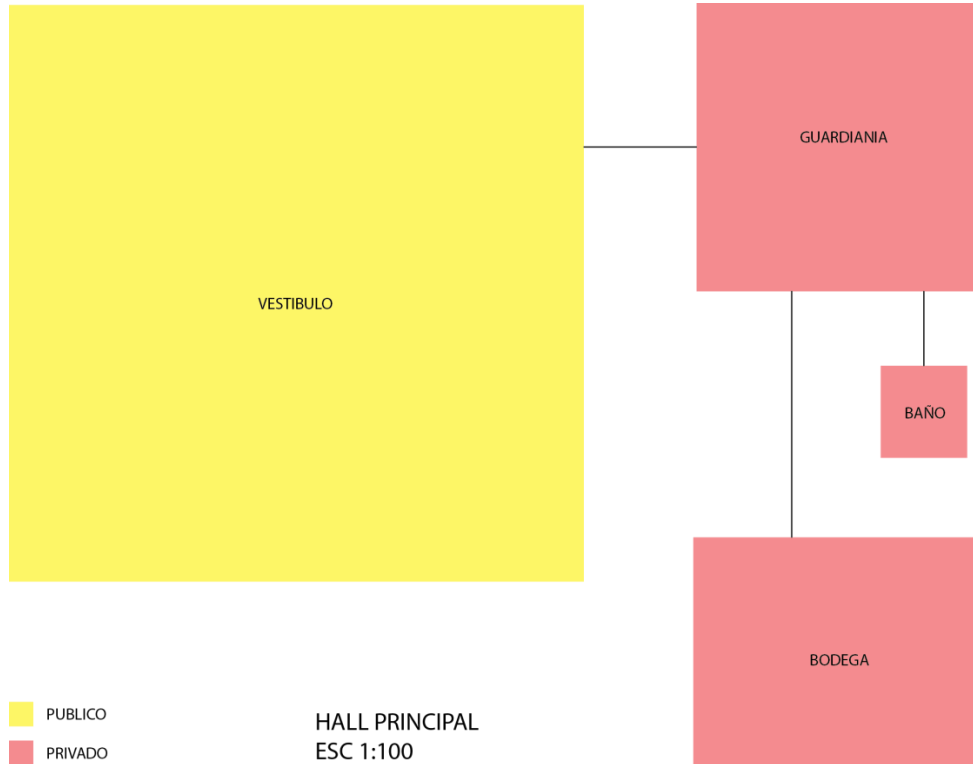 GUARDIANIA
VESTIBULO
BAÑO
BODEGA
PUBLICO
PRIVADO
HALL PRINCIPAL
ESC 1:100